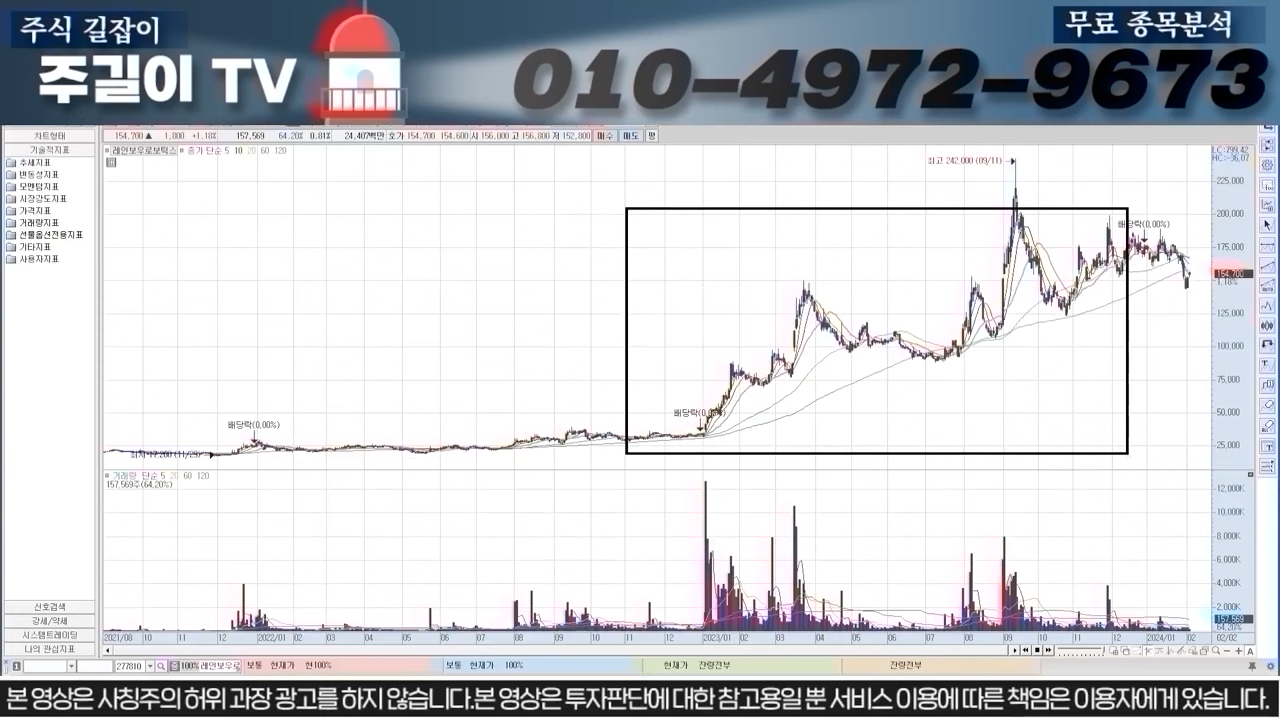 주식 길잡이
주길이 TV
무료 종목분석
010-4972-9673
차트형태
기술적지표
추세지표
변동성지표
모멘텀지표
시장강도지표
가격지표
거래량지표
선물옵션전용지표
기타지표
사용자지표
신호검색
강세/약세
시스템트레이딩
나의 관심지표
154,700 ▲ 1,800 +1.18% 157,569 64.20% 0.81% 24,407백만 호가 154,700 154,600 시 156,000 고 156,800 저 152,800 매수 매도
레인보우로보틱스 종가 단순 5 10 20 60 120
최고 242,000 (09/11)
배당락(0,00%)
배당락(0,00%)
배당락(0,00%)
최저 17,200 (11/29)
LC:799,42
HC:-36,07
225,000
200,000
175,000
154,700
1,18%
125,000
100,000
75,000
50,000
25,000
거래량 단순 5 20 60 120
157,569주(64,20%)
12,000K
10,000K
8,000K
6,000K
4,000K
2,000K
157,569
64,20%
2021/08 10 11 12 2022/01 02 03 04 05 06 07 08 09 10 11 12 2023/01 02 03 04 05 06 07 08 09 10 11 12 2024/01 02 02/02
277810 100% 레인보우로 보통 현재가 현100% 보통 현재가 100% 현재가 잔량전부 잔량전부
본 영상은 사칭주의 허위 과장 광고를 하지 않습니다.본 영상은 투자판단에 대한 참고용일 뿐 서비스 이용에 따른 책임은 이용자에게 있습니다.